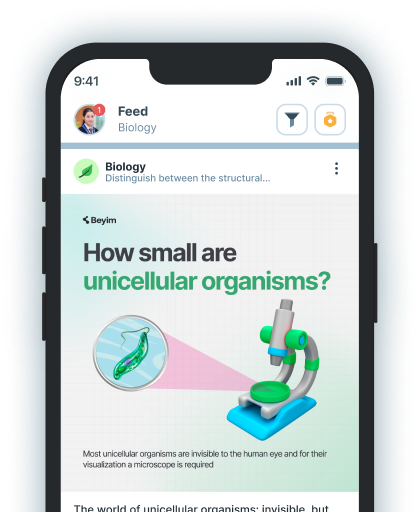 9:41
1
Feed
Biology
Biology
Distinguish between the structural...
Beyim
How small are
unicellular organisms?
Most unicellular organisms are invisible to the human eye and for their
visualization a microscope is required
The world of unicellular organisms: invisible, but